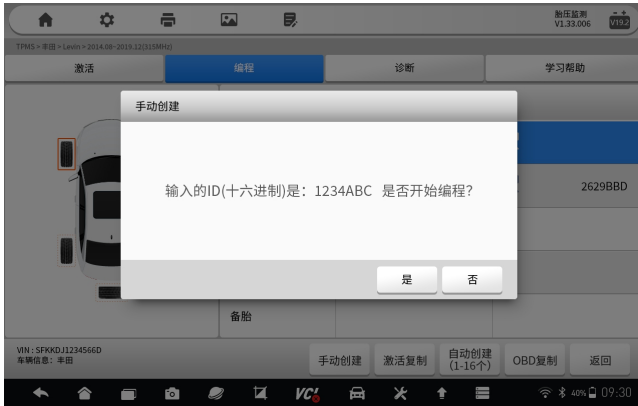 胎压监测
V1.33.006
V19.2
TPMS > 丰田 > Levin > 2014.08-2019.12(315MHz)
激活
编程
诊断
学习帮助
手动创建
输入的ID(十六进制)是：1234ABC 是否开始编程？
2629BBD
是
否
备胎
VIN : SFKKDJ1234566D
车辆信息：丰田
手动创建
激活复制
自动创建
(1-16个)
OBD复制
返回
VCI
40%
09:30